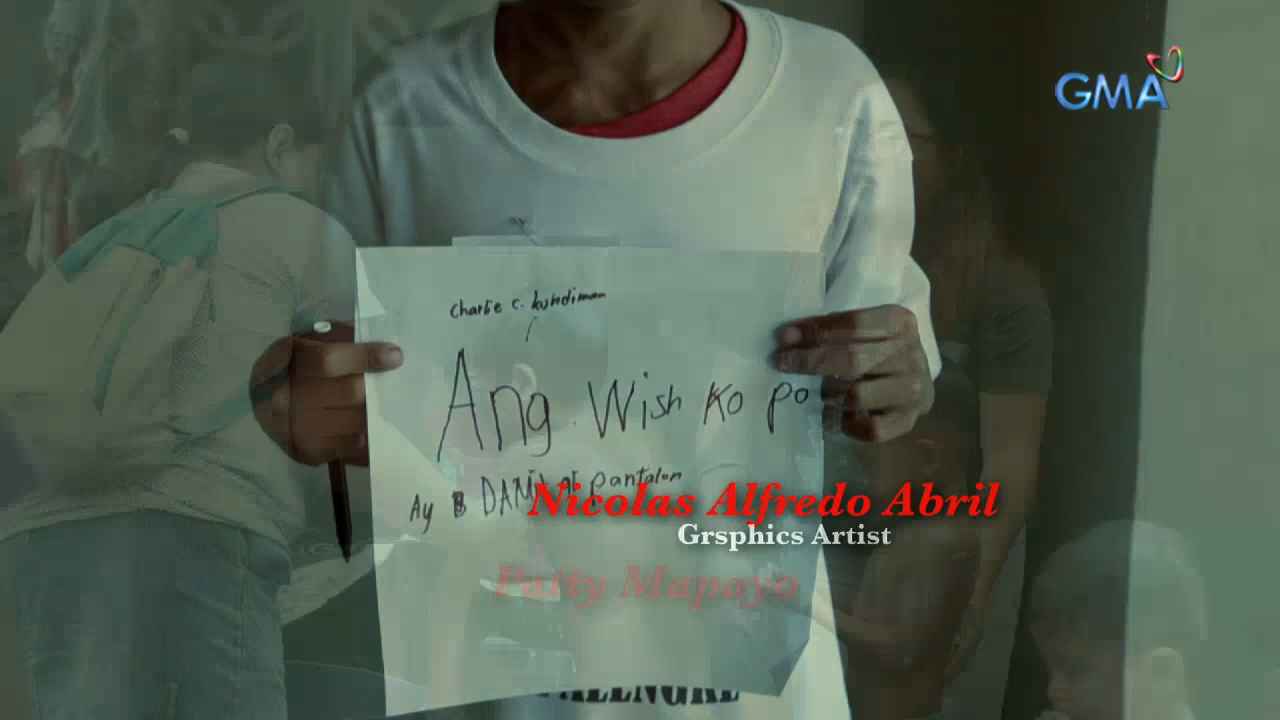 GMA
Charlie C. kundiman
Ang Wish Ko po
Ay DAMit at pantalon
Nicolas Alfredo Abril
Grsphics Artist
Patty Mapayo